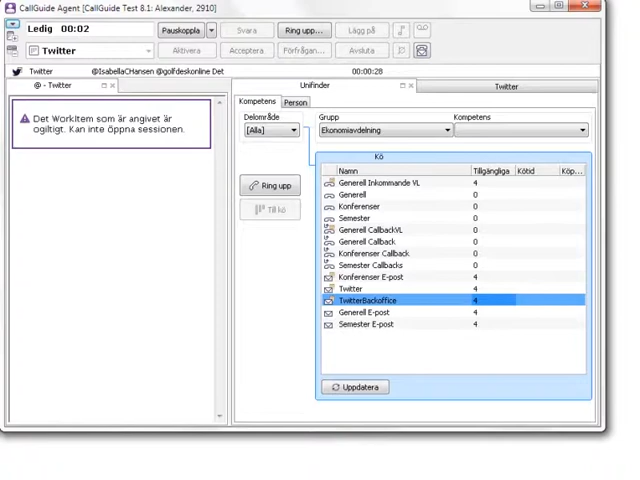 CallGuide Agent [CallGuide Test 8.1: Alexander, 2910]
Ledig 00:02
Pauskoppla
Svara
Ring upp...
Lägg på
Twitter
Aktivera
Acceptera
Förfrågan...
Avsluta
Twitter @IsabellaCHansen @golfdeskonline Det 00:00:28
@ - Twitter
Unifinder
Twitter
Det WorkItem som är angivet är
ogiltigt. Kan inte öppna sessionen.
Kompetens
Person
Delområde
Grupp
Kompetens
[Alla]
Ekonomiavdelning
Kö
Ring upp
Till kö
Namn Tillgängliga Kötid Köp...
Generell Inkommande VL 4
Generell 0
Konferenser 0
Semester 0
Generell CallbackVL 0
Generell Callback 0
Konferenser Callback 0
Semester Callbacks 0
Konferenser E-post 4
Twitter 4
TwitterBackoffice 4
Generell E-post 4
Semester E-post 4
Uppdatera